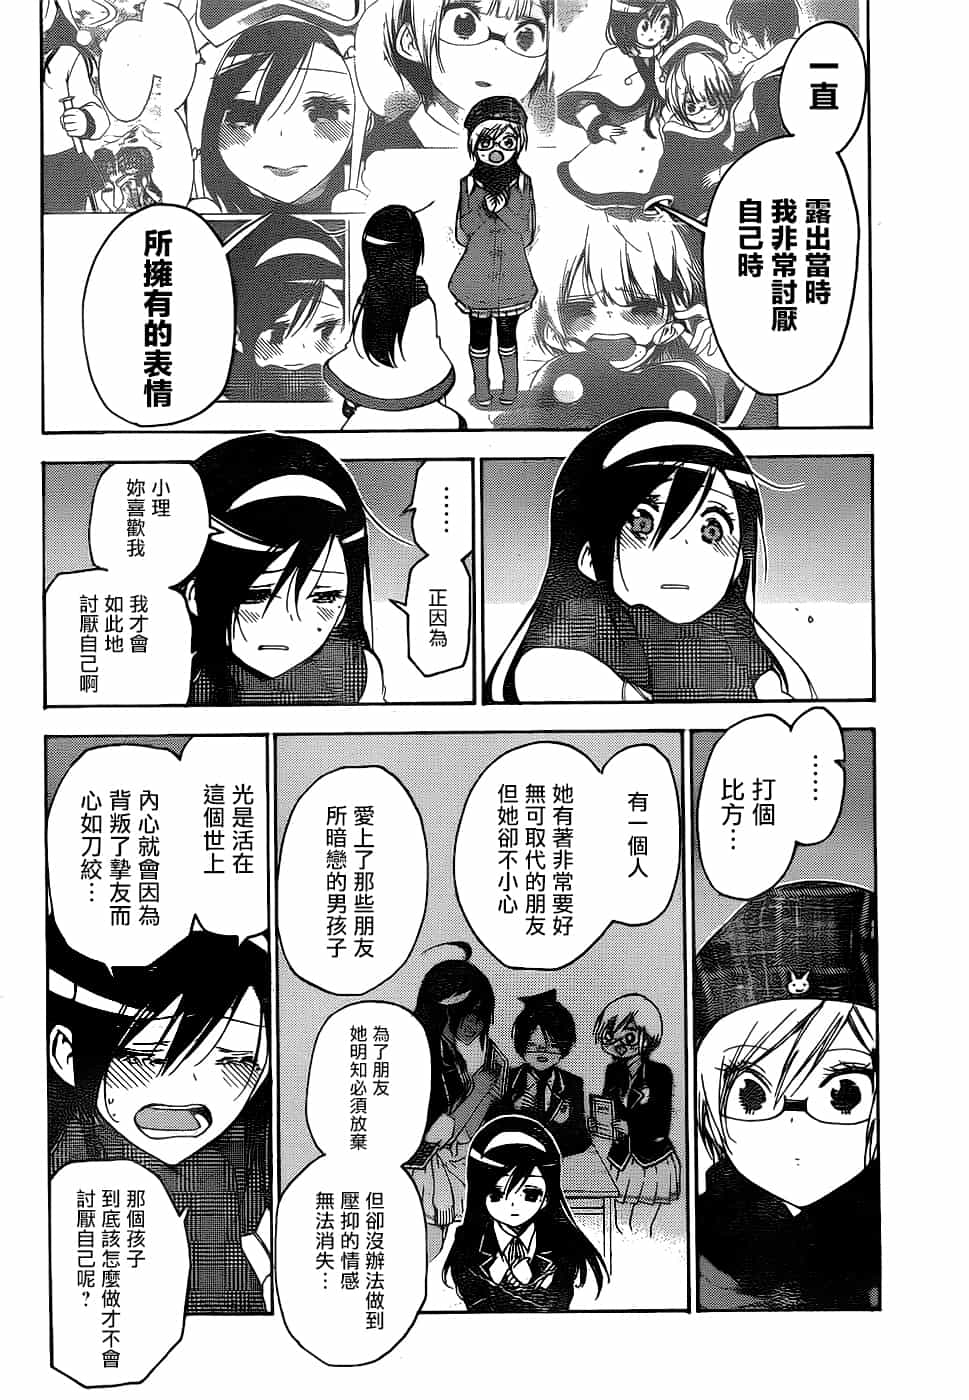 一直
露出當時
我非常討厭
自己時
所擁有的表情
……
正因為
小理
妳喜歡我
我才會
如此地
討厭自己啊
……
打個
比方…
有一個人
她有著非常要好
無可取代的朋友
但她卻不小心
愛上了那些朋友
所暗戀的男孩子
為了朋友
她明知必須放棄
但卻沒辦法做到
壓抑的情感
無法消失…
光是活在
這個世上
內心就會因為
背叛了摯友而
心如刀絞…
那個孩子
到底該怎麼做才不會
討厭自己呢?